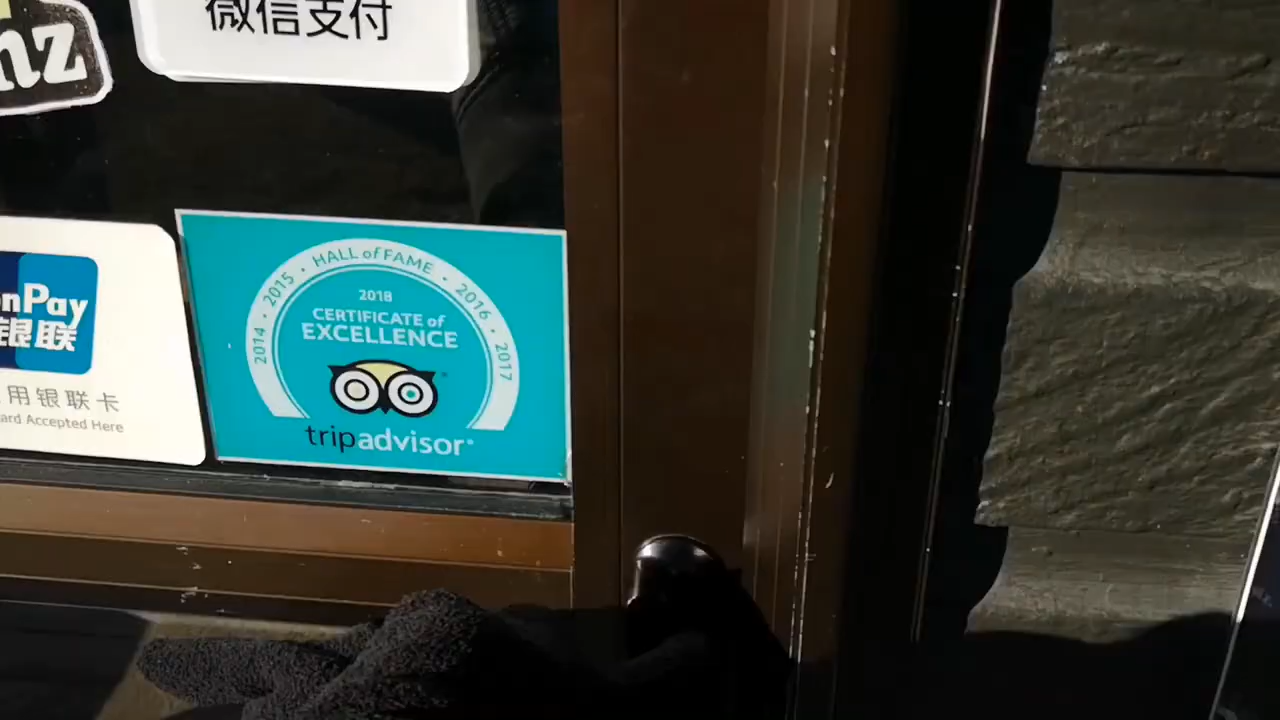 nz
微信支付
2014 • 2015 • HALL of FAME • 2016 • 2017
2018
CERTIFICATE of
EXCELLENCE
tripadvisor®
nPay
银联
用银联卡
ard Accepted Here